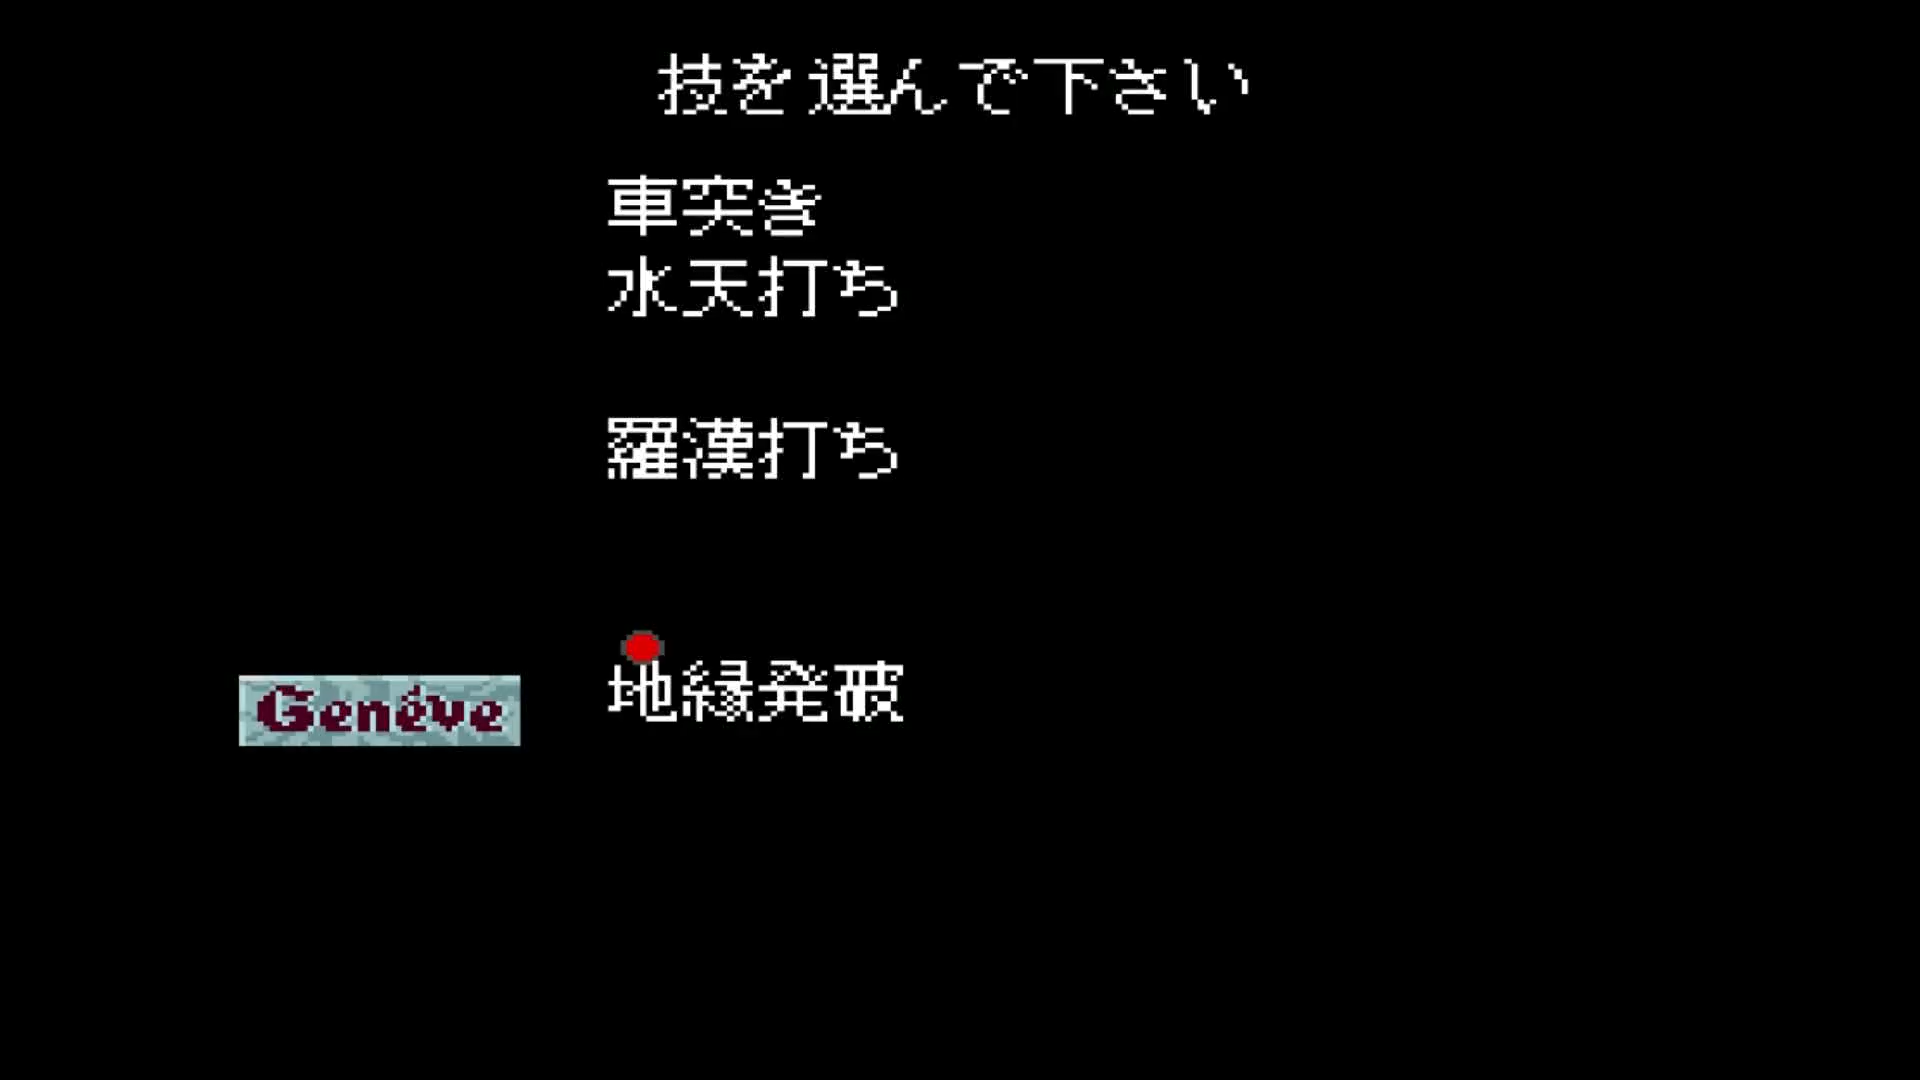 技を選んで下さい
車突き
水天打ち
羅漢打ち
地縁発破
Genéve